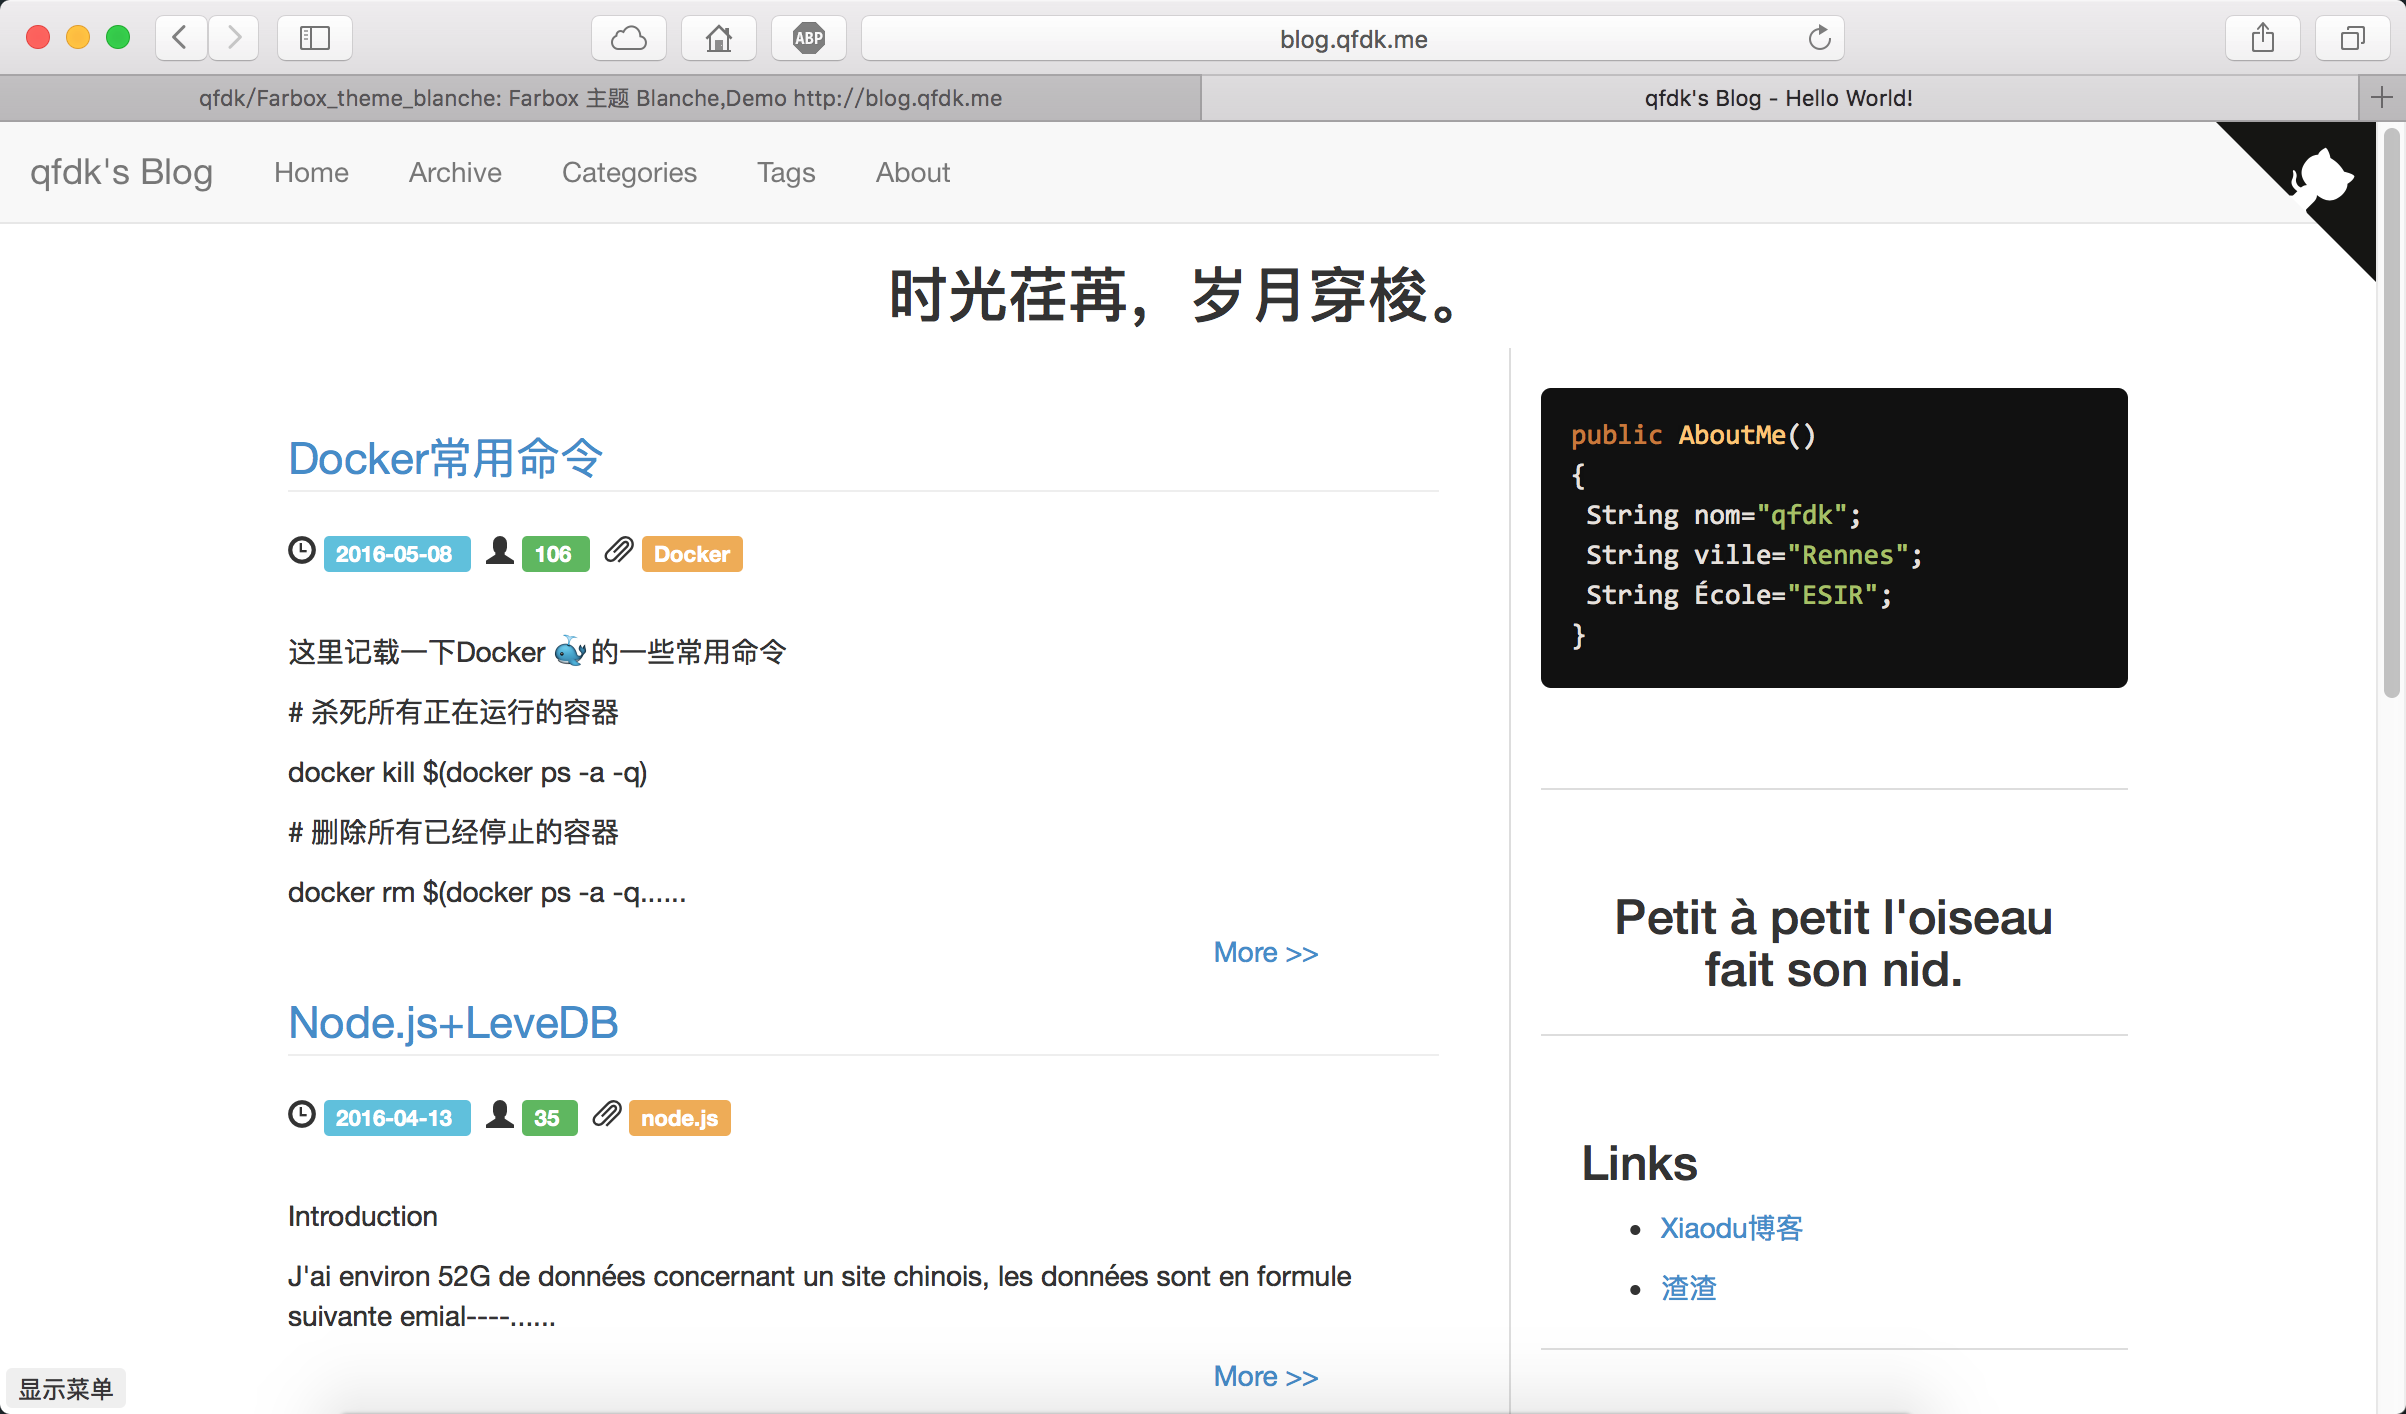 ABP
blog.qfdk.me
qfdk/Farbox_theme_blanche: Farbox 主题 Blanche,Demo http://blog.qfdk.me
qfdk's Blog - Hello World!
qfdk's Blog Home Archive Categories Tags About
时光荏苒，岁月穿梭。
Docker常用命令
2016-05-08 106 Docker
这里记载一下Docker 🐳 的一些常用命令
# 杀死所有正在运行的容器
docker kill $(docker ps -a -q)
# 删除所有已经停止的容器
docker rm $(docker ps -a -q......
More >>
Node.js+LeveDB
2016-04-13 35 node.js
Introduction
J'ai environ 52G de données concernant un site chinois, les données sont en formule
suivante emial----......
More >>
public AboutMe()
{
String nom="qfdk";
String ville="Rennes";
String École="ESIR";
}
Petit à petit l'oiseau
fait son nid.
Links
Xiaodu博客
渣渣
显示菜单